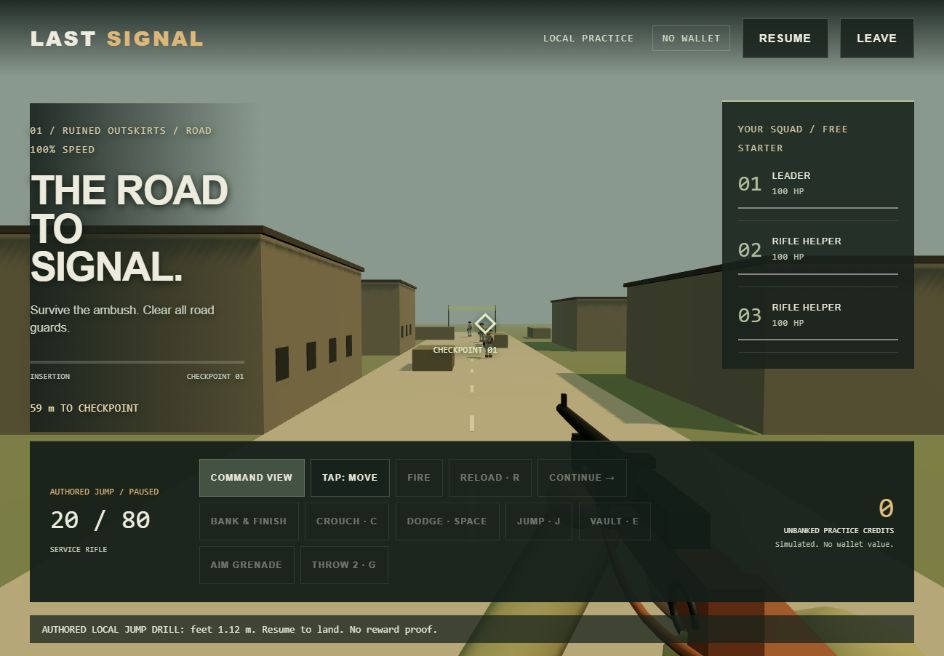 LAST SIGNAL
LOCAL PRACTICE
NO WALLET
RESUME
LEAVE
01 / RUINED OUTSKIRTS / ROAD
100% SPEED
THE ROAD
TO
SIGNAL.
Survive the ambush. Clear all road
guards.
INSERTION
CHECKPOINT 01
59 m TO CHECKPOINT
CHECKPOINT 01
YOUR SQUAD / FREE
STARTER
01
LEADER
100 HP
02
RIFLE HELPER
100 HP
03
RIFLE HELPER
100 HP
AUTHORED JUMP / PAUSED
20 / 80
SERVICE RIFLE
COMMAND VIEW
TAP: MOVE
FIRE
RELOAD · R
CONTINUE →
BANK & FINISH
CROUCH · C
DODGE · SPACE
JUMP · J
VAULT · E
AIM GRENADE
THROW 2 · G
0
UNBANKED PRACTICE CREDITS
Simulated. No wallet value.
AUTHORED LOCAL JUMP DRILL: feet 1.12 m. Resume to land. No reward proof.